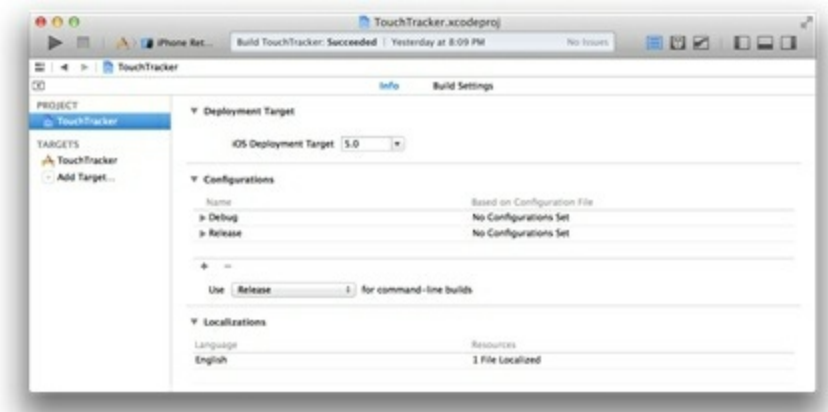 TouchTracker.xcodeproj
iPhone Ret... Build TouchTracker: Succeeded | Yesterday at 8:09 PM No Issues
TouchTracker
Info Build Settings
PROJECT
TouchTracker
TARGETS
TouchTracker
Add Target...
Deployment Target
iOS Deployment Target 5.0
Configurations
Name Based on Configuration File
Debug No Configurations Set
Release No Configurations Set
+ −
Use Release for command-line builds
Localizations
Language Resources
English 1 File Localized